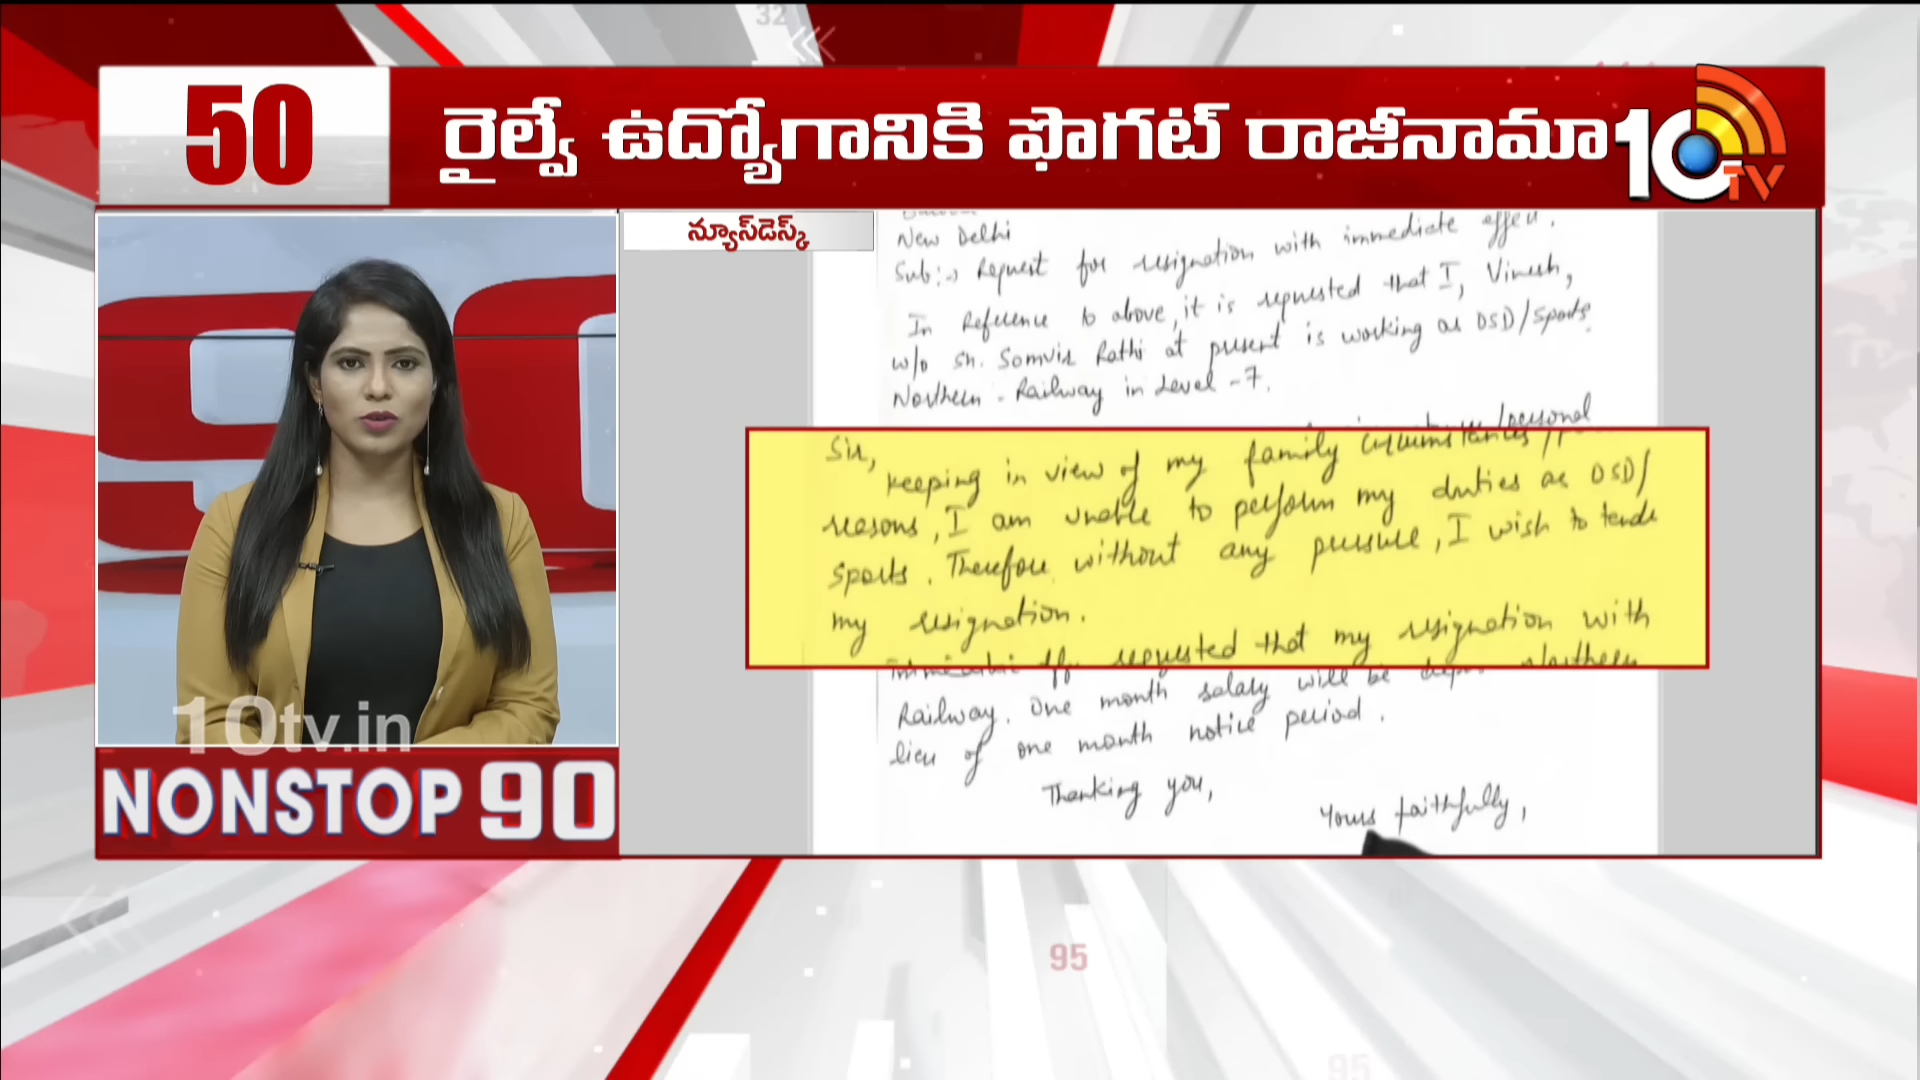 32
50
రైల్వే ఉద్యోగానికి ఫొగట్ రాజీనామా
10TV
న్యూస్‌డెస్క్
New Delhi
Sub:-> Request for resignation with immediate effect.
In Reference to above, it is requested that I, Vinesh,
w/o Sh. Somvir Rathi at present is working as OSD/Sports
Northern - Railway in Level - 7.
Sir,
keeping in view of my family circumstances/personal
reasons, I am unable to perform my duties as OSD/
Sports. Therefore without any pressure, I wish to tende
my resignation.
requested that my resignation with
Northern
Railway. One month salary will be
lieu of one month notice period.
Thanking you,
Yours faithfully,
10tv.in
NONSTOP 90
95
95